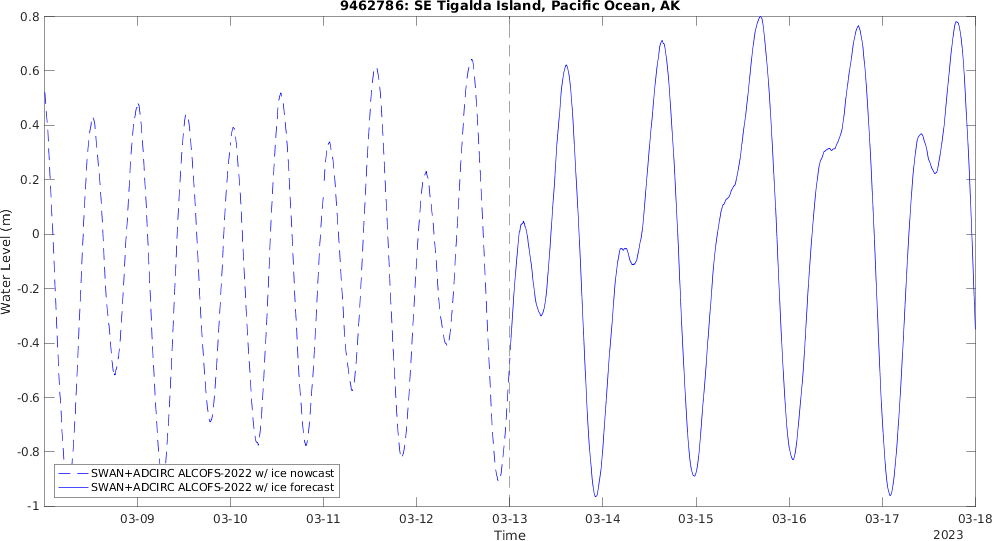 9462786: SE Tigalda Island, Pacific Ocean, AK
Water Level (m)
0.8
0.6
0.4
0.2
0
-0.2
-0.4
-0.6
-0.8
-1
SWAN+ADCIRC ALCOFS-2022 w/ ice nowcast
SWAN+ADCIRC ALCOFS-2022 w/ ice forecast
03-09 03-10 03-11 03-12 03-13 03-14 03-15 03-16 03-17 03-18
Time
2023